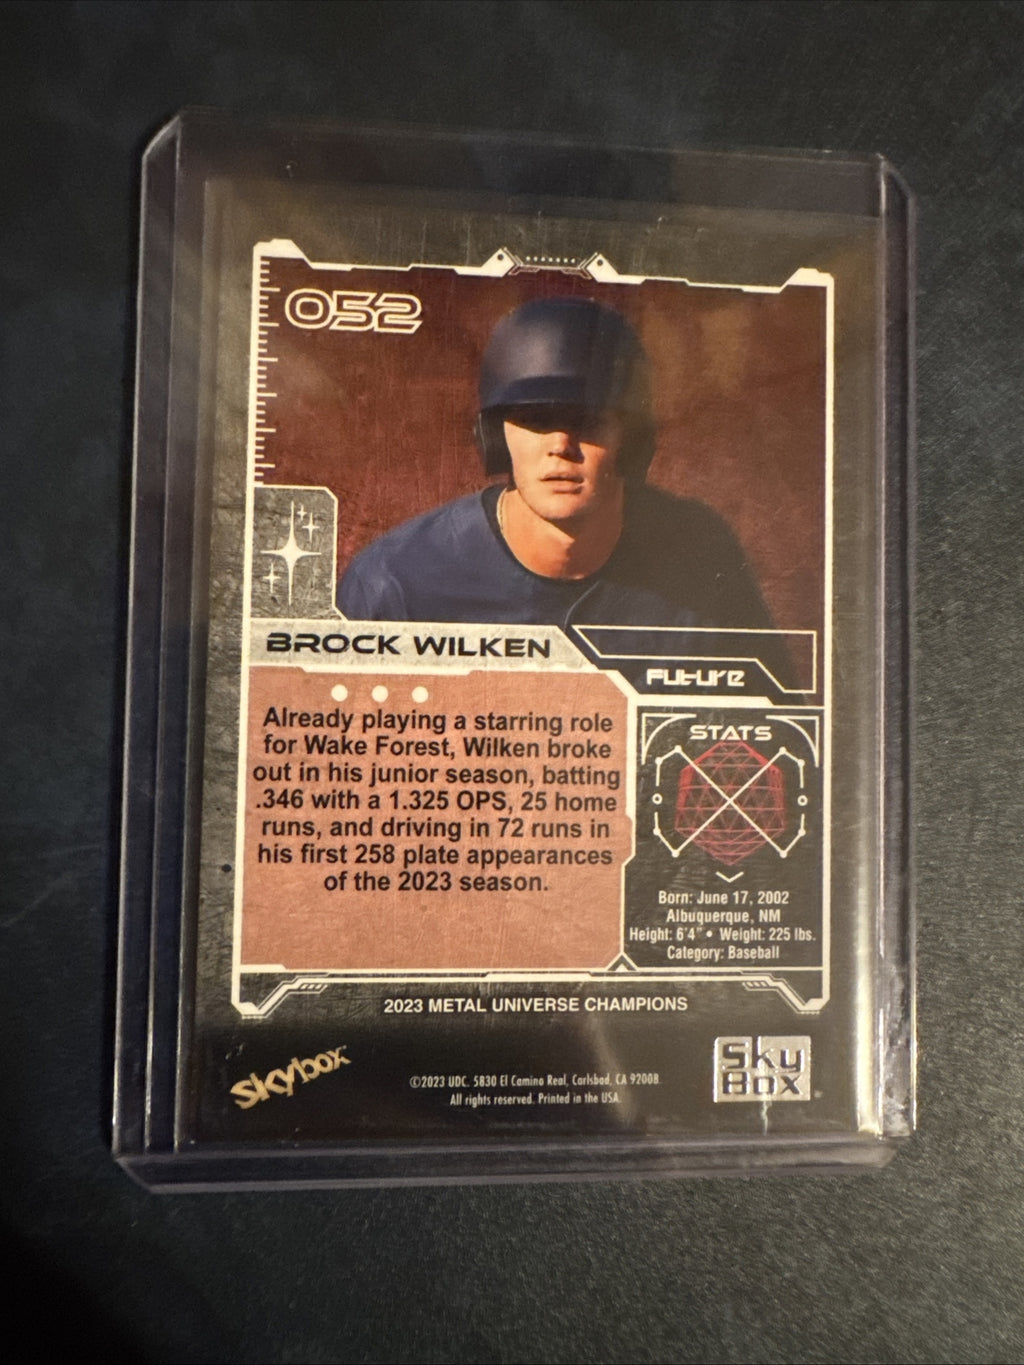 052
BROCK WILKEN
FUTURE
Already playing a starring role
for Wake Forest, Wilken broke
out in his junior season, batting
.346 with a 1.325 OPS, 25 home
runs, and driving in 72 runs in
his first 258 plate appearances
of the 2023 season.
STATS
Born: June 17, 2002
Albuquerque, NM
Height: 6'4" • Weight: 225 lbs.
Category: Baseball
2023 METAL UNIVERSE CHAMPIONS
skybox
©2023 UDC. 5830 El Camino Real, Carlsbad, CA 92008.
All rights reserved. Printed in the USA.
Sky
Box